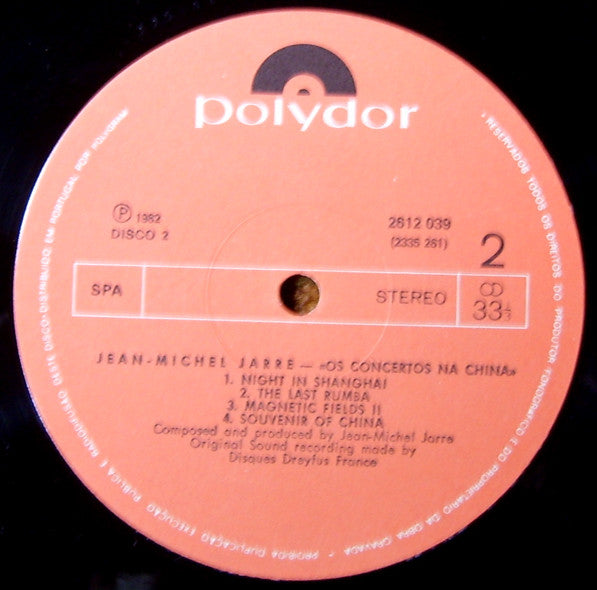 polydor
℗ 1982
DISCO 2
2612 039
(2335 261)
2
SPA
STEREO
33⅓
JEAN-MICHEL JARRE — «OS CONCERTOS NA CHINA»
1. NIGHT IN SHANGHAI
2. THE LAST RUMBA
3. MAGNETIC FIELDS II
4. SOUVENIR OF CHINA
Composed and produced by Jean-Michel Jarre
Original Sound recording made by
Disques Dreyfus France
• RESERVADOS TODOS OS DIREITOS DO PRODUTOR FONOGRÁFICO E DO PROPRIETÁRIO DA OBRA GRAVADA • PROIBIDA DUPLICAÇÃO EXECUÇÃO PÚBLICA E RADIODIFUSÃO DESTE DISCO • DISTRIBUÍDO EM PORTUGAL POR POLYGRAM